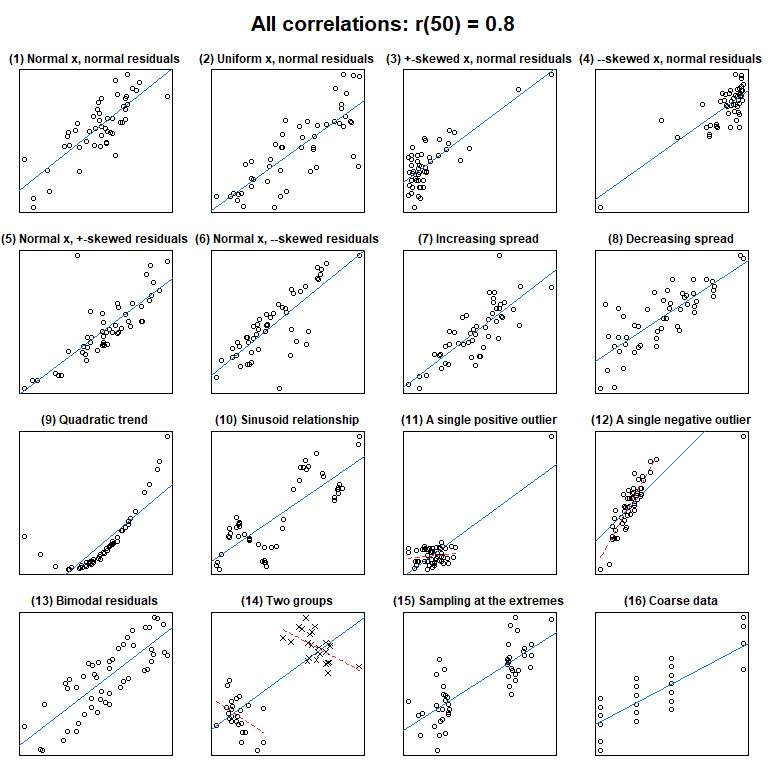 All correlations: r(50) = 0.8
(1) Normal x, normal residuals
(2) Uniform x, normal residuals
(3) +-skewed x, normal residuals
(4) --skewed x, normal residuals
(5) Normal x, +-skewed residuals
(6) Normal x, --skewed residuals
(7) Increasing spread
(8) Decreasing spread
(9) Quadratic trend
(10) Sinusoid relationship
(11) A single positive outlier
(12) A single negative outlier
(13) Bimodal residuals
(14) Two groups
(15) Sampling at the extremes
(16) Coarse data